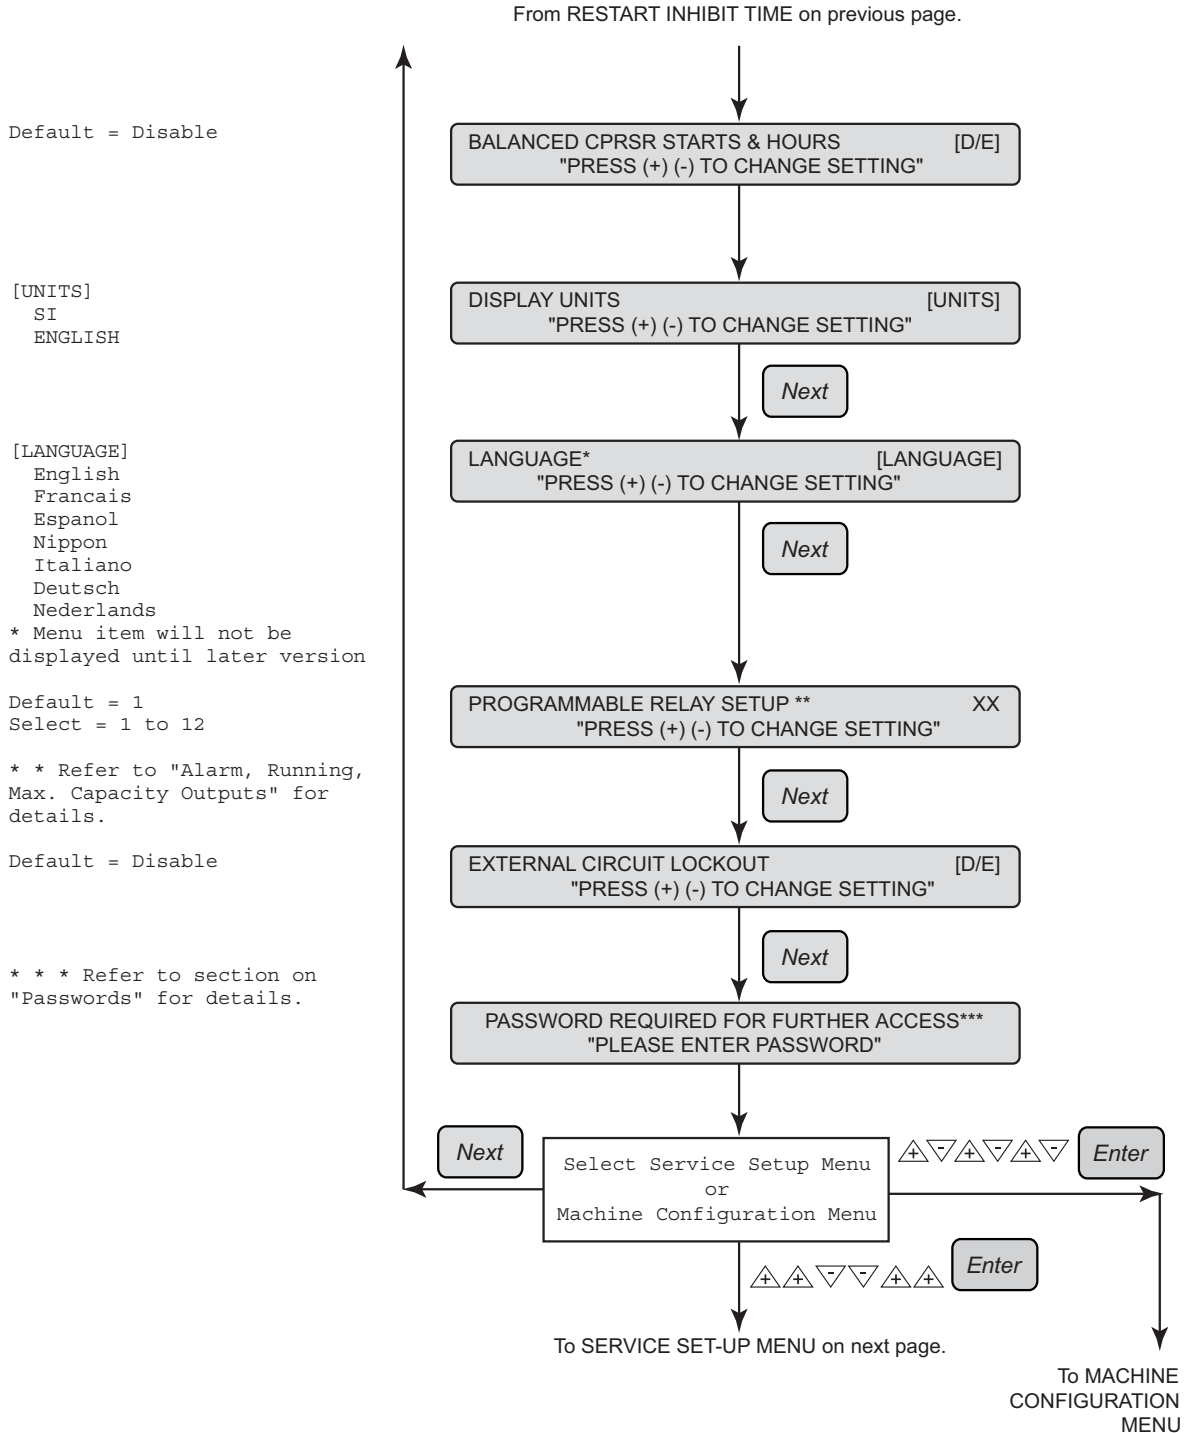 From RESTART INHIBIT TIME on previous page.
Default = Disable
BALANCED CPRSR STARTS & HOURS [D/E]
"PRESS (+) (-) TO CHANGE SETTING"
[UNITS]
SI
ENGLISH
DISPLAY UNITS [UNITS]
"PRESS (+) (-) TO CHANGE SETTING"
Next
[LANGUAGE]
English
Francais
Espanol
Nippon
Italiano
Deutsch
Nederlands
* Menu item will not be
displayed until later version
LANGUAGE* [LANGUAGE]
"PRESS (+) (-) TO CHANGE SETTING"
Next
Default = 1
Select = 1 to 12
* * Refer to "Alarm, Running,
Max. Capacity Outputs" for
details.
PROGRAMMABLE RELAY SETUP ** XX
"PRESS (+) (-) TO CHANGE SETTING"
Next
Default = Disable
EXTERNAL CIRCUIT LOCKOUT [D/E]
"PRESS (+) (-) TO CHANGE SETTING"
Next
* * * Refer to section on
"Passwords" for details.
PASSWORD REQUIRED FOR FURTHER ACCESS***
"PLEASE ENTER PASSWORD"
Next
Select Service Setup Menu
or
Machine Configuration Menu
+ - + - + - Enter
+ + - - + + Enter
To SERVICE SET-UP MENU on next page.
To MACHINE
CONFIGURATION
MENU